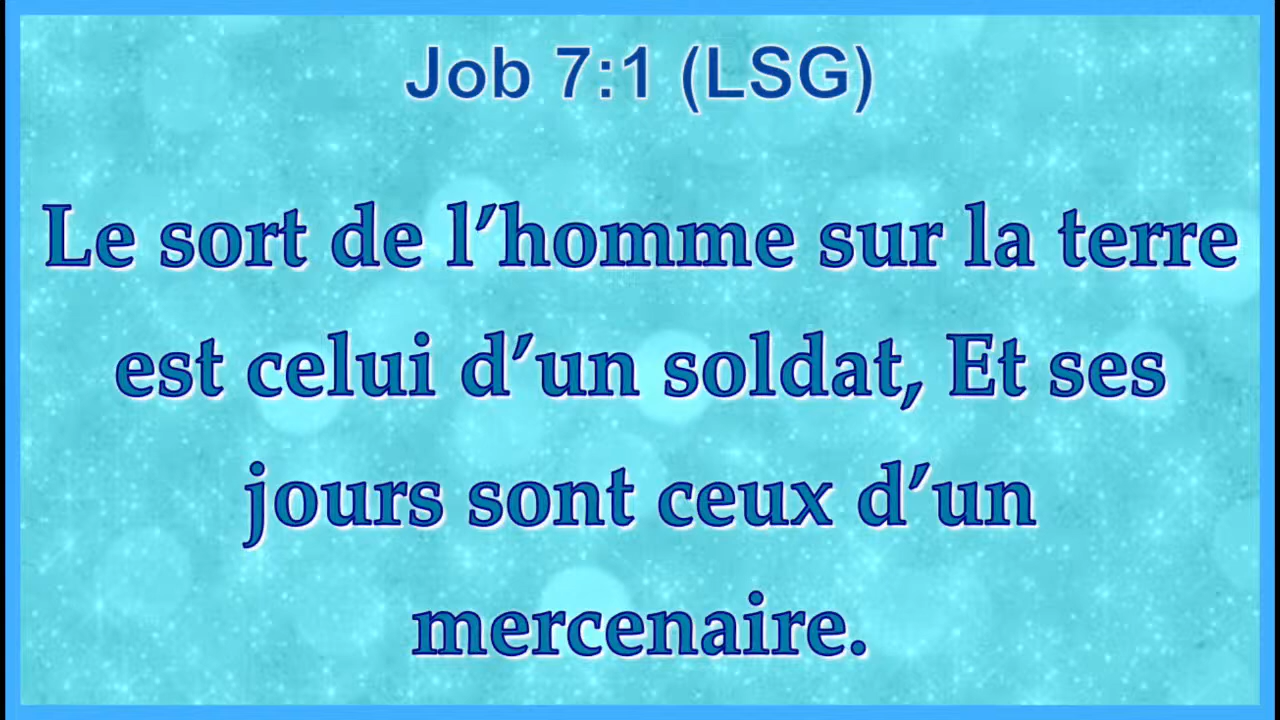 Job 7:1 (LSG)
Le sort de l’homme sur la terre
est celui d’un soldat, Et ses
jours sont ceux d’un
mercenaire.